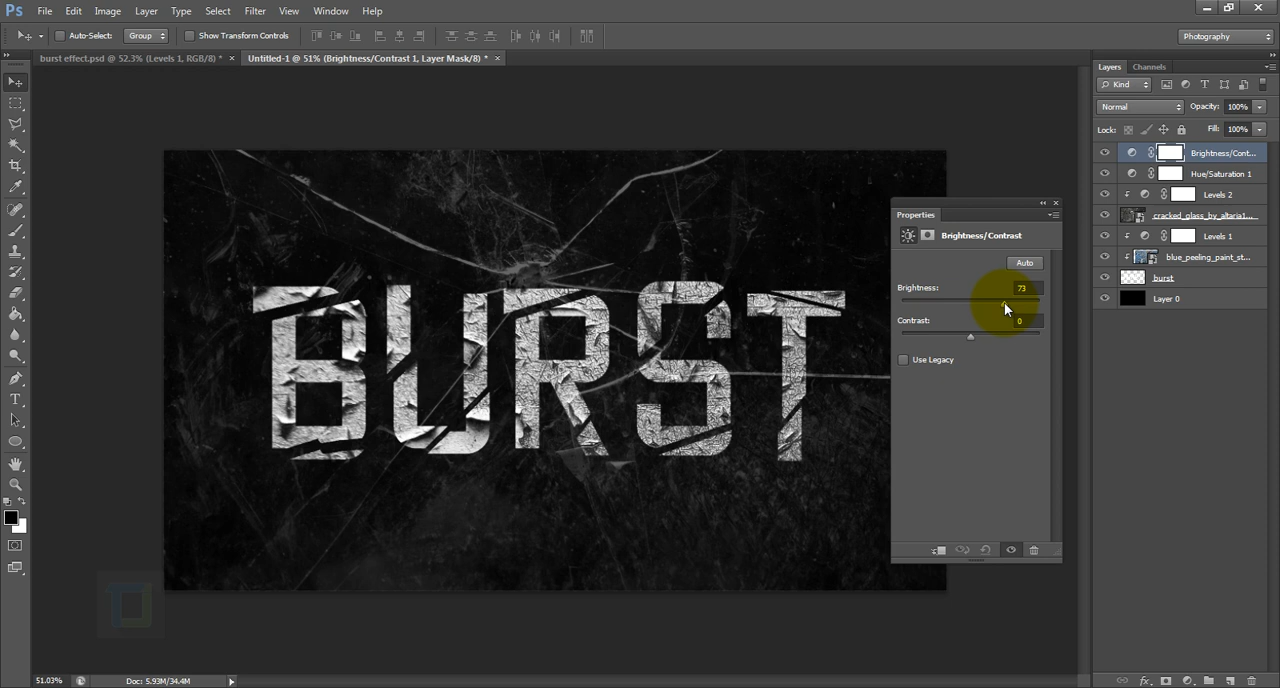 Ps File Edit Image Layer Type Select Filter View Window Help
Auto-Select: Group Show Transform Controls Photography
burst effect.psd @ 52.3% (Levels 1, RGB/8) * × Untitled-1 @ 51% (Brightness/Contrast 1, Layer Mask/8) * ×
Layers Channels
Kind
Normal Opacity: 100%
Lock: Fill: 100%
Brightness/Cont...
Hue/Saturation 1
Levels 2
cracked_glass_by_altaria1...
Levels 1
blue_peeling_paint_st...
burst
Layer 0
Properties
Brightness/Contrast
Auto
Brightness: 73
Contrast: 0
Use Legacy
BURST
51.03% Doc: 5.93M/34.4M